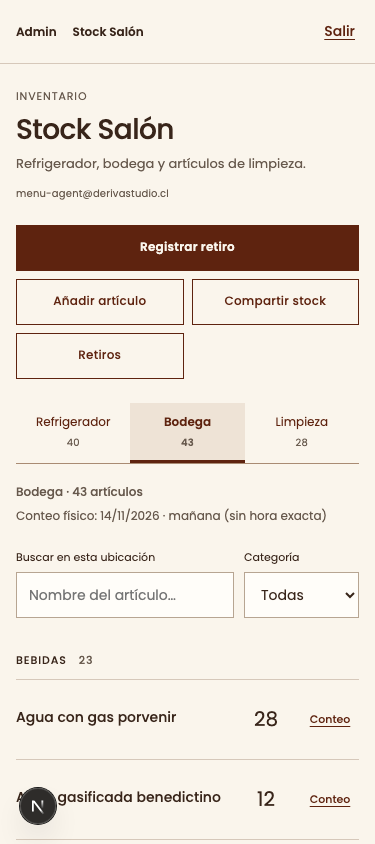 Admin Stock Salón Salir
INVENTARIO
Stock Salón
Refrigerador, bodega y artículos de limpieza.
menu-agent@derivastudio.cl
Registrar retiro
Añadir artículo Compartir stock
Retiros
Refrigerador Bodega Limpieza
40 43 28
Bodega · 43 artículos
Conteo físico: 14/11/2026 · mañana (sin hora exacta)
Buscar en esta ubicación Categoría
Nombre del artículo... Todas
BEBIDAS 23
Agua con gas porvenir 28 Conteo
gasificada benedictino 12 Conteo
N